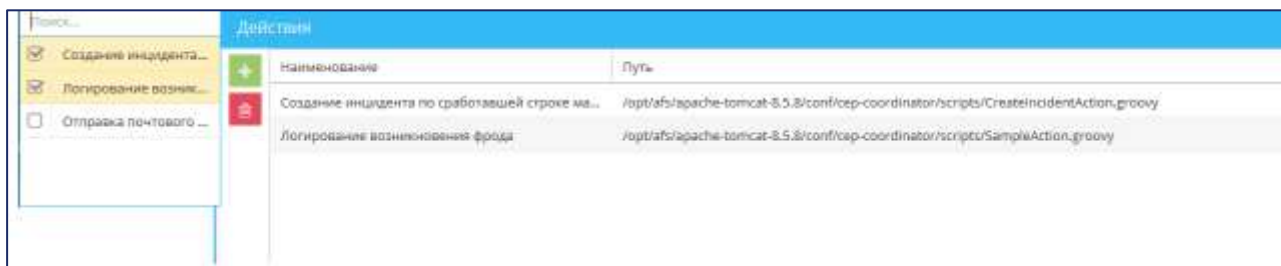 Поиск...
Создание инцидента...
Логирование возник...
Отправка почтового ...
Действия
Наименование Путь
Создание инцидента по сработавшей строке ма... /opt/afs/apache-tomcat-8.5.8/conf/cep-coordinator/scripts/CreateIncidentAction.groovy
Логирование возникновения фрода /opt/afs/apache-tomcat-8.5.8/conf/cep-coordinator/scripts/SampleAction.groovy